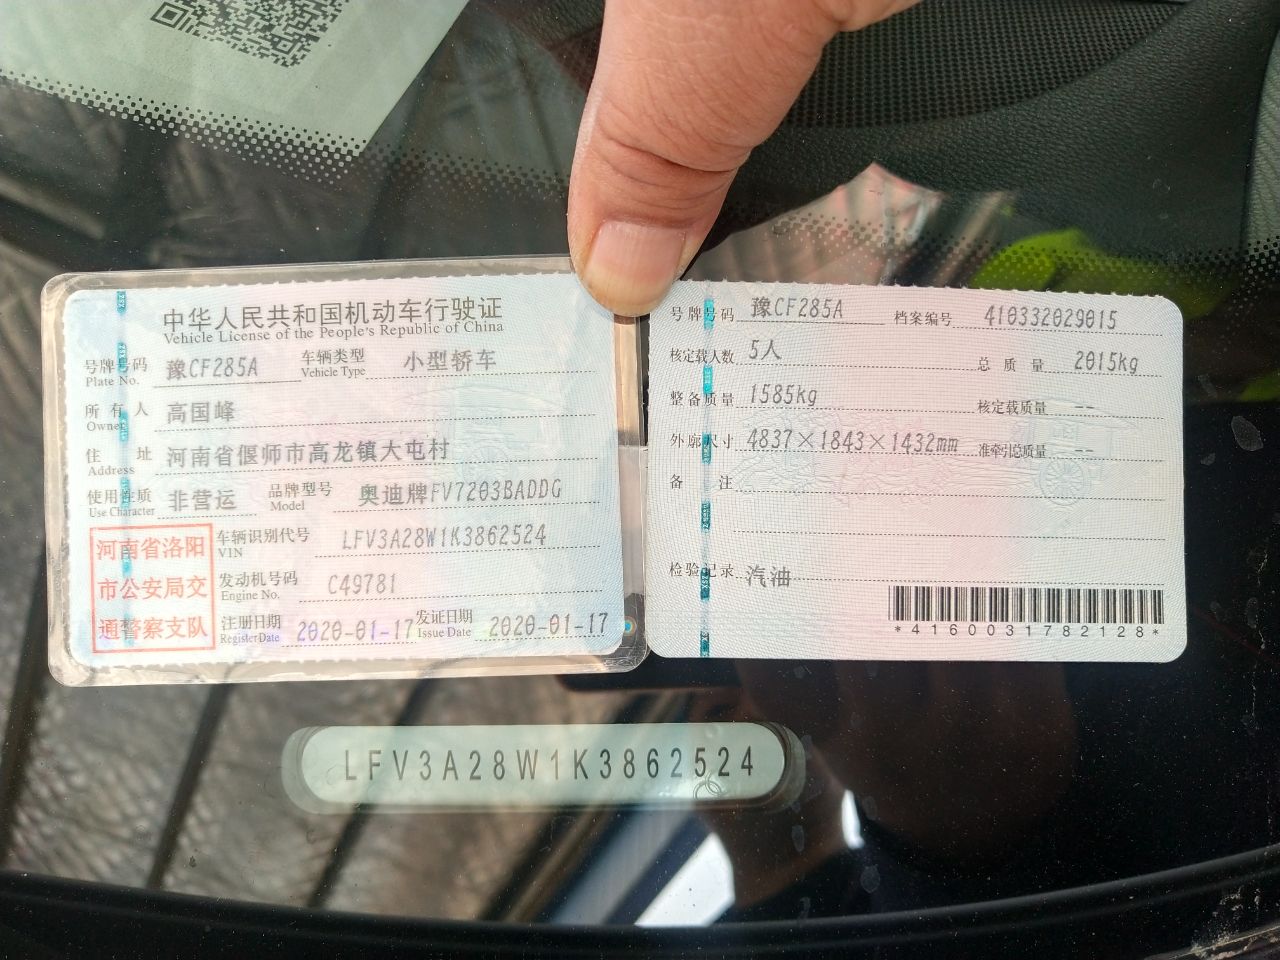 中华人民共和国机动车行驶证
Vehicle License of the People's Republic of China
号牌号码 豫CF285A 车辆类型 小型轿车
Plate No. Vehicle Type
所有人 高国峰
Owner
住址 河南省偃师市高龙镇大屯村
Address
使用性质 非营运 品牌型号 奥迪牌FV7203BADDG
Use Character Model
河南省洛阳
市公安局交
通警察支队
车辆识别代号 LFV3A28W1K3862524
VIN
发动机号码 C49781
Engine No.
注册日期 2020-01-17 发证日期 2020-01-17
Register Date Issue Date
号牌号码 豫CF285A 档案编号 410332029015
核定载人数 5人 总质量 2015kg
整备质量 1585kg 核定载质量 --
外廓尺寸 4837×1843×1432mm 准牵引总质量 --
备注
检验记录 汽油
*4160031782128*
LFV3A28W1K3862524